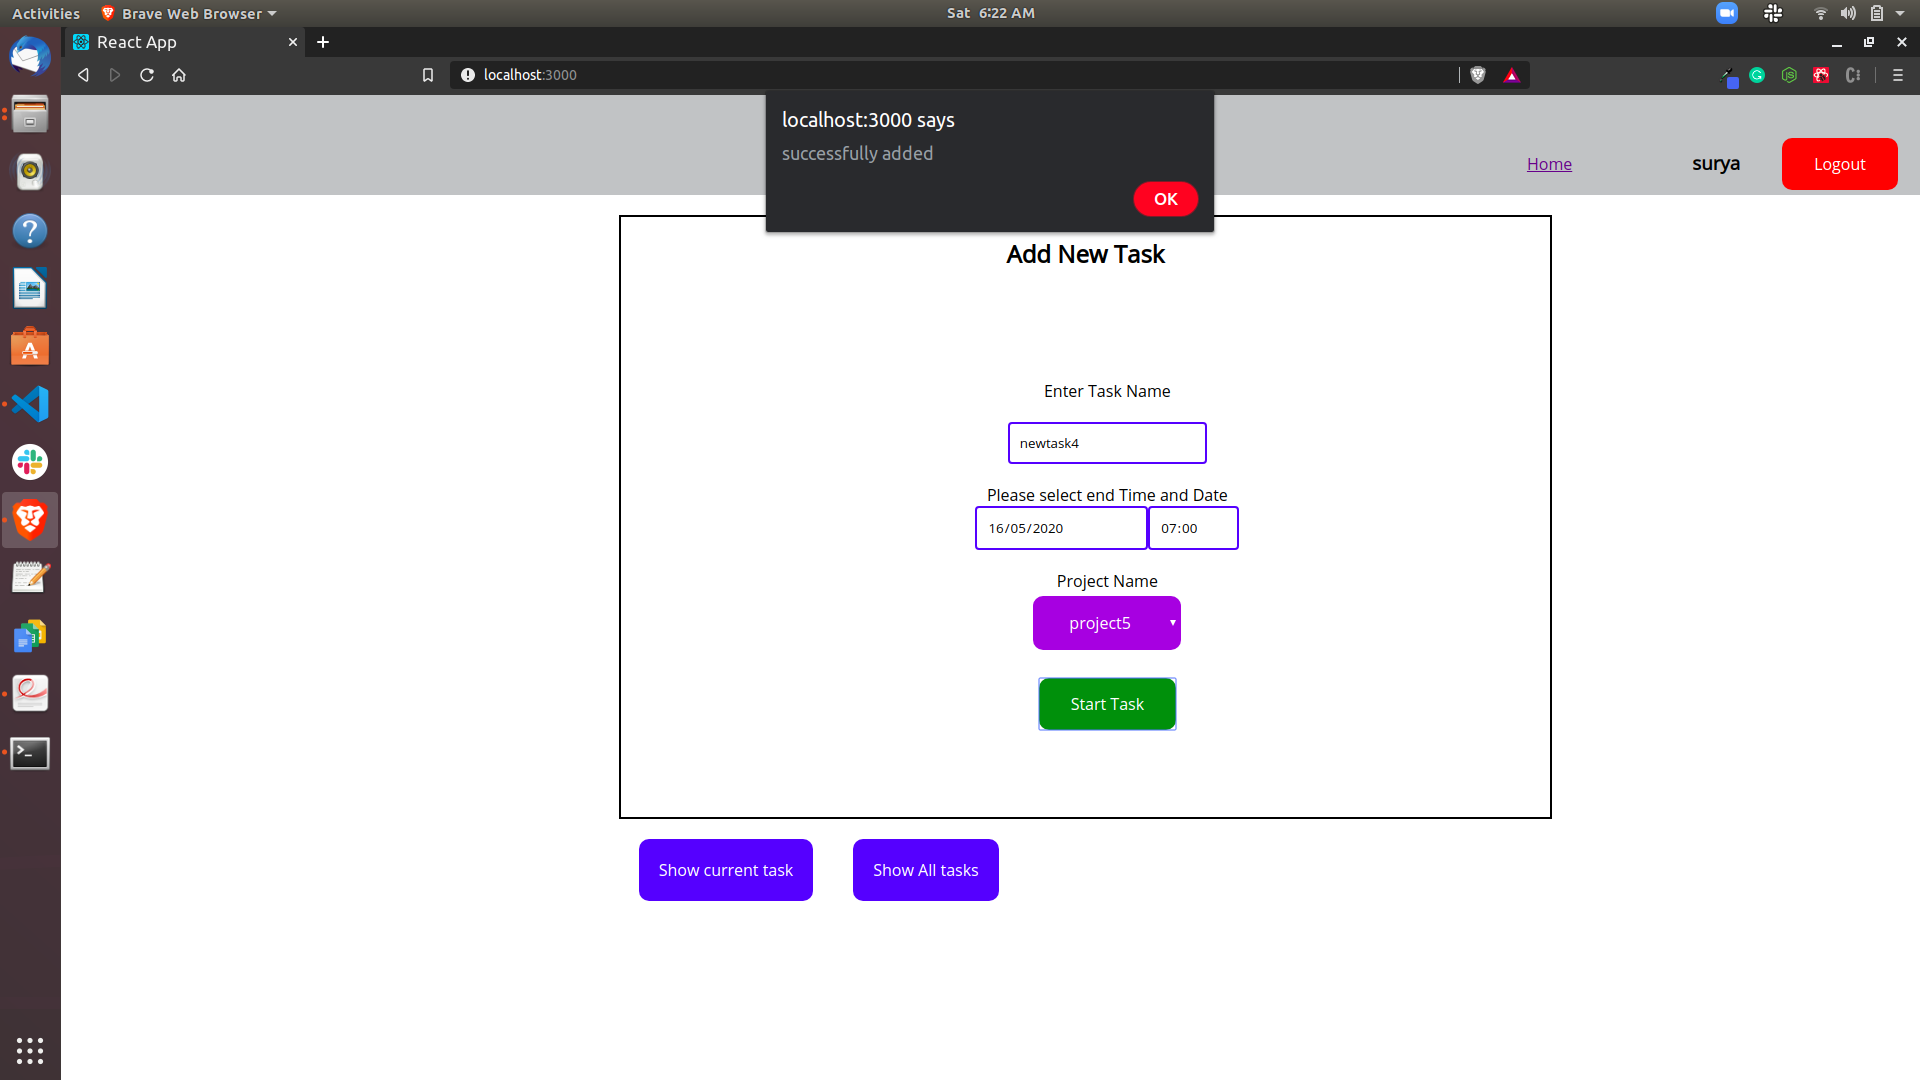 Activities Brave Web Browser Sat 6:22 AM
React App
localhost:3000
localhost:3000 says
successfully added
OK
Home surya Logout
Add New Task
Enter Task Name
newtask4
Please select end Time and Date
16/05/2020 07:00
Project Name
project5
Start Task
Show current task Show All tasks